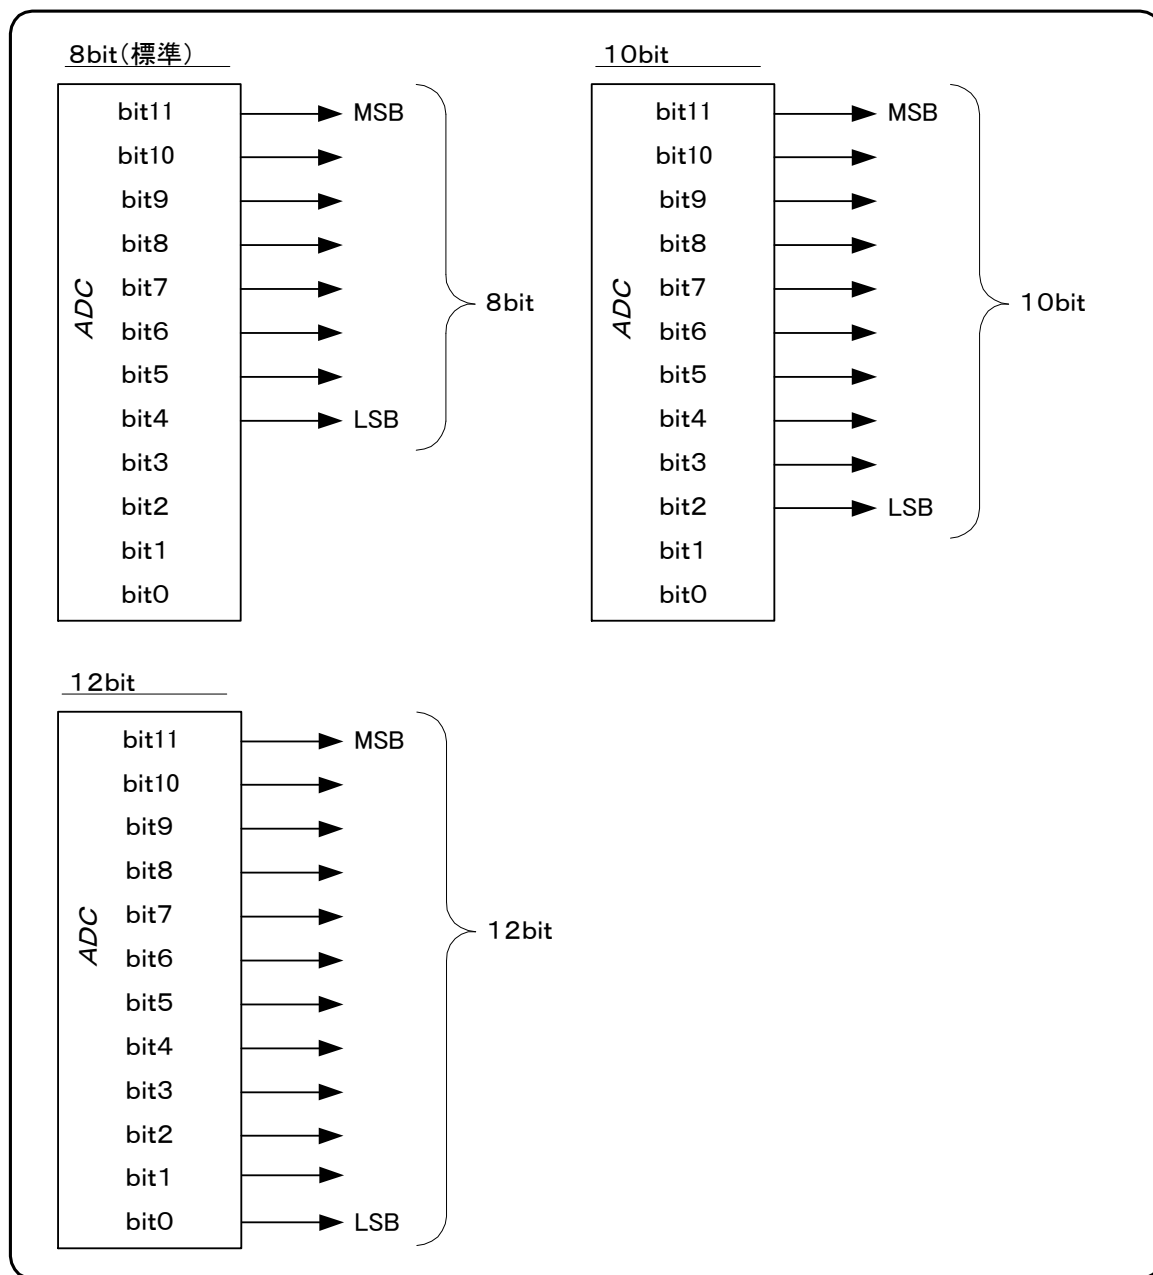 8bit(標準)
bit11 MSB
bit10
bit9
bit8
bit7
bit6
bit5
bit4 LSB
bit3
bit2
bit1
bit0
ADC
8bit
10bit
bit11 MSB
bit10
bit9
bit8
bit7
bit6
bit5
bit4
bit3
bit2 LSB
bit1
bit0
ADC
10bit
12bit
bit11 MSB
bit10
bit9
bit8
bit7
bit6
bit5
bit4
bit3
bit2
bit1
bit0 LSB
ADC
12bit